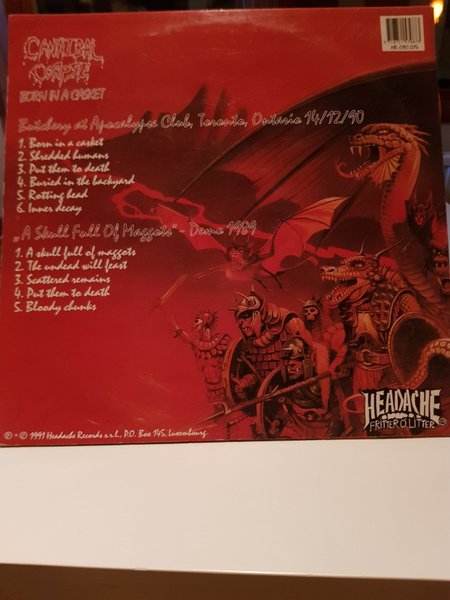 CANNIBAL
CORPSE
BORN IN A CASKET
Butchery at Apocalypse Club, Toronto, Ontario 14/12/90
1. Born in a casket
2. Shredded humans
3. Put them to death
4. Buried in the backyard
5. Rotting head
6. Inner decay
„A Skull Full Of Maggots“ - Demo 1989
1. A skull full of maggots
2. The undead will feast
3. Scattered remains
4. Put them to death
5. Bloody chunks
HEADACHE
FRITTER O LITTER
℗ + © 1991 Headache Records s.r.l., P.O. Box 145, Luxembourg